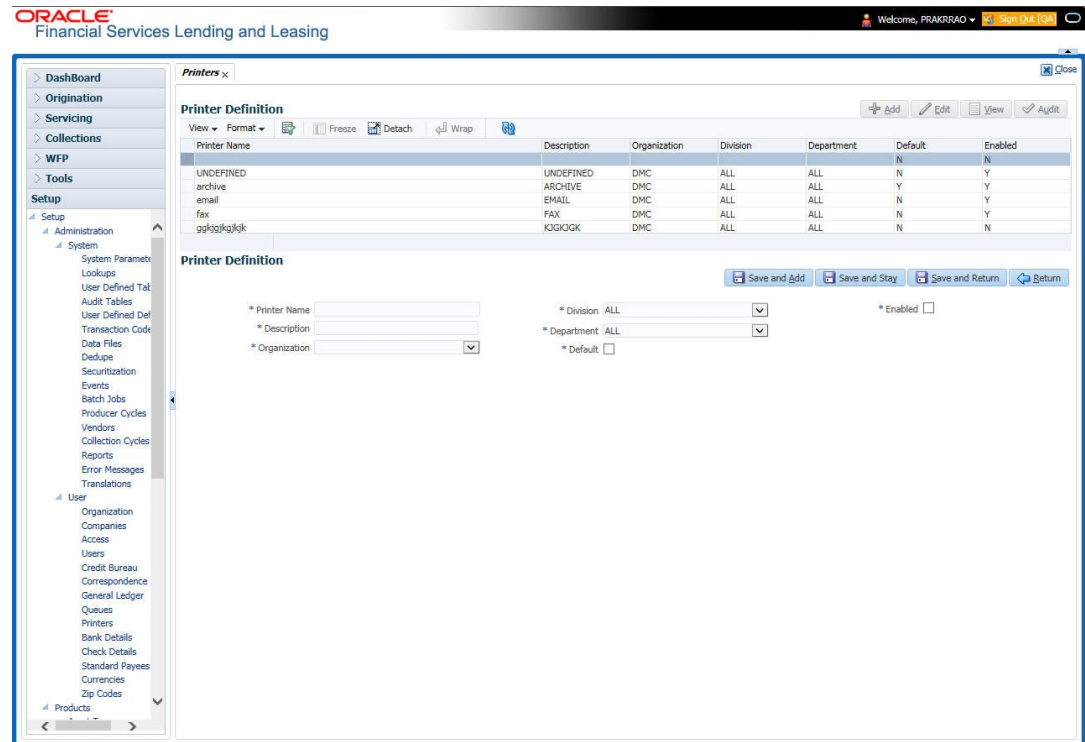 ORACLE
Financial Services Lending and Leasing
Welcome, PRAKRRAO
Sign Out [QA]
DashBoard
Origination
Servicing
Collections
WFP
Tools
Setup
Setup
Administration
System
System Paramete
Lookups
User Defined Tab
Audit Tables
User Defined Def
Transaction Code
Data Files
Dedupe
Securitization
Events
Batch Jobs
Producer Cycles
Vendors
Collection Cycles
Reports
Error Messages
Translations
User
Organization
Companies
Access
Users
Credit Bureau
Correspondence
General Ledger
Queues
Printers
Bank Details
Check Details
Standard Payees
Currencies
Zip Codes
Products
Printers x
Close
Printer Definition
Add Edit View Audit
View Format Freeze Detach Wrap
Printer Name Description Organization Division Department Default Enabled
N N
UNDEFINED UNDEFINED DMC ALL ALL N Y
archive ARCHIVE DMC ALL ALL Y Y
email EMAIL DMC ALL ALL N Y
fax FAX DMC ALL ALL N Y
ggkjgjkgjkjk KJGKJGK DMC ALL ALL N N
Printer Definition
Save and Add Save and Stay Save and Return Return
* Printer Name
* Description
* Organization
* Division ALL
* Department ALL
* Default
* Enabled